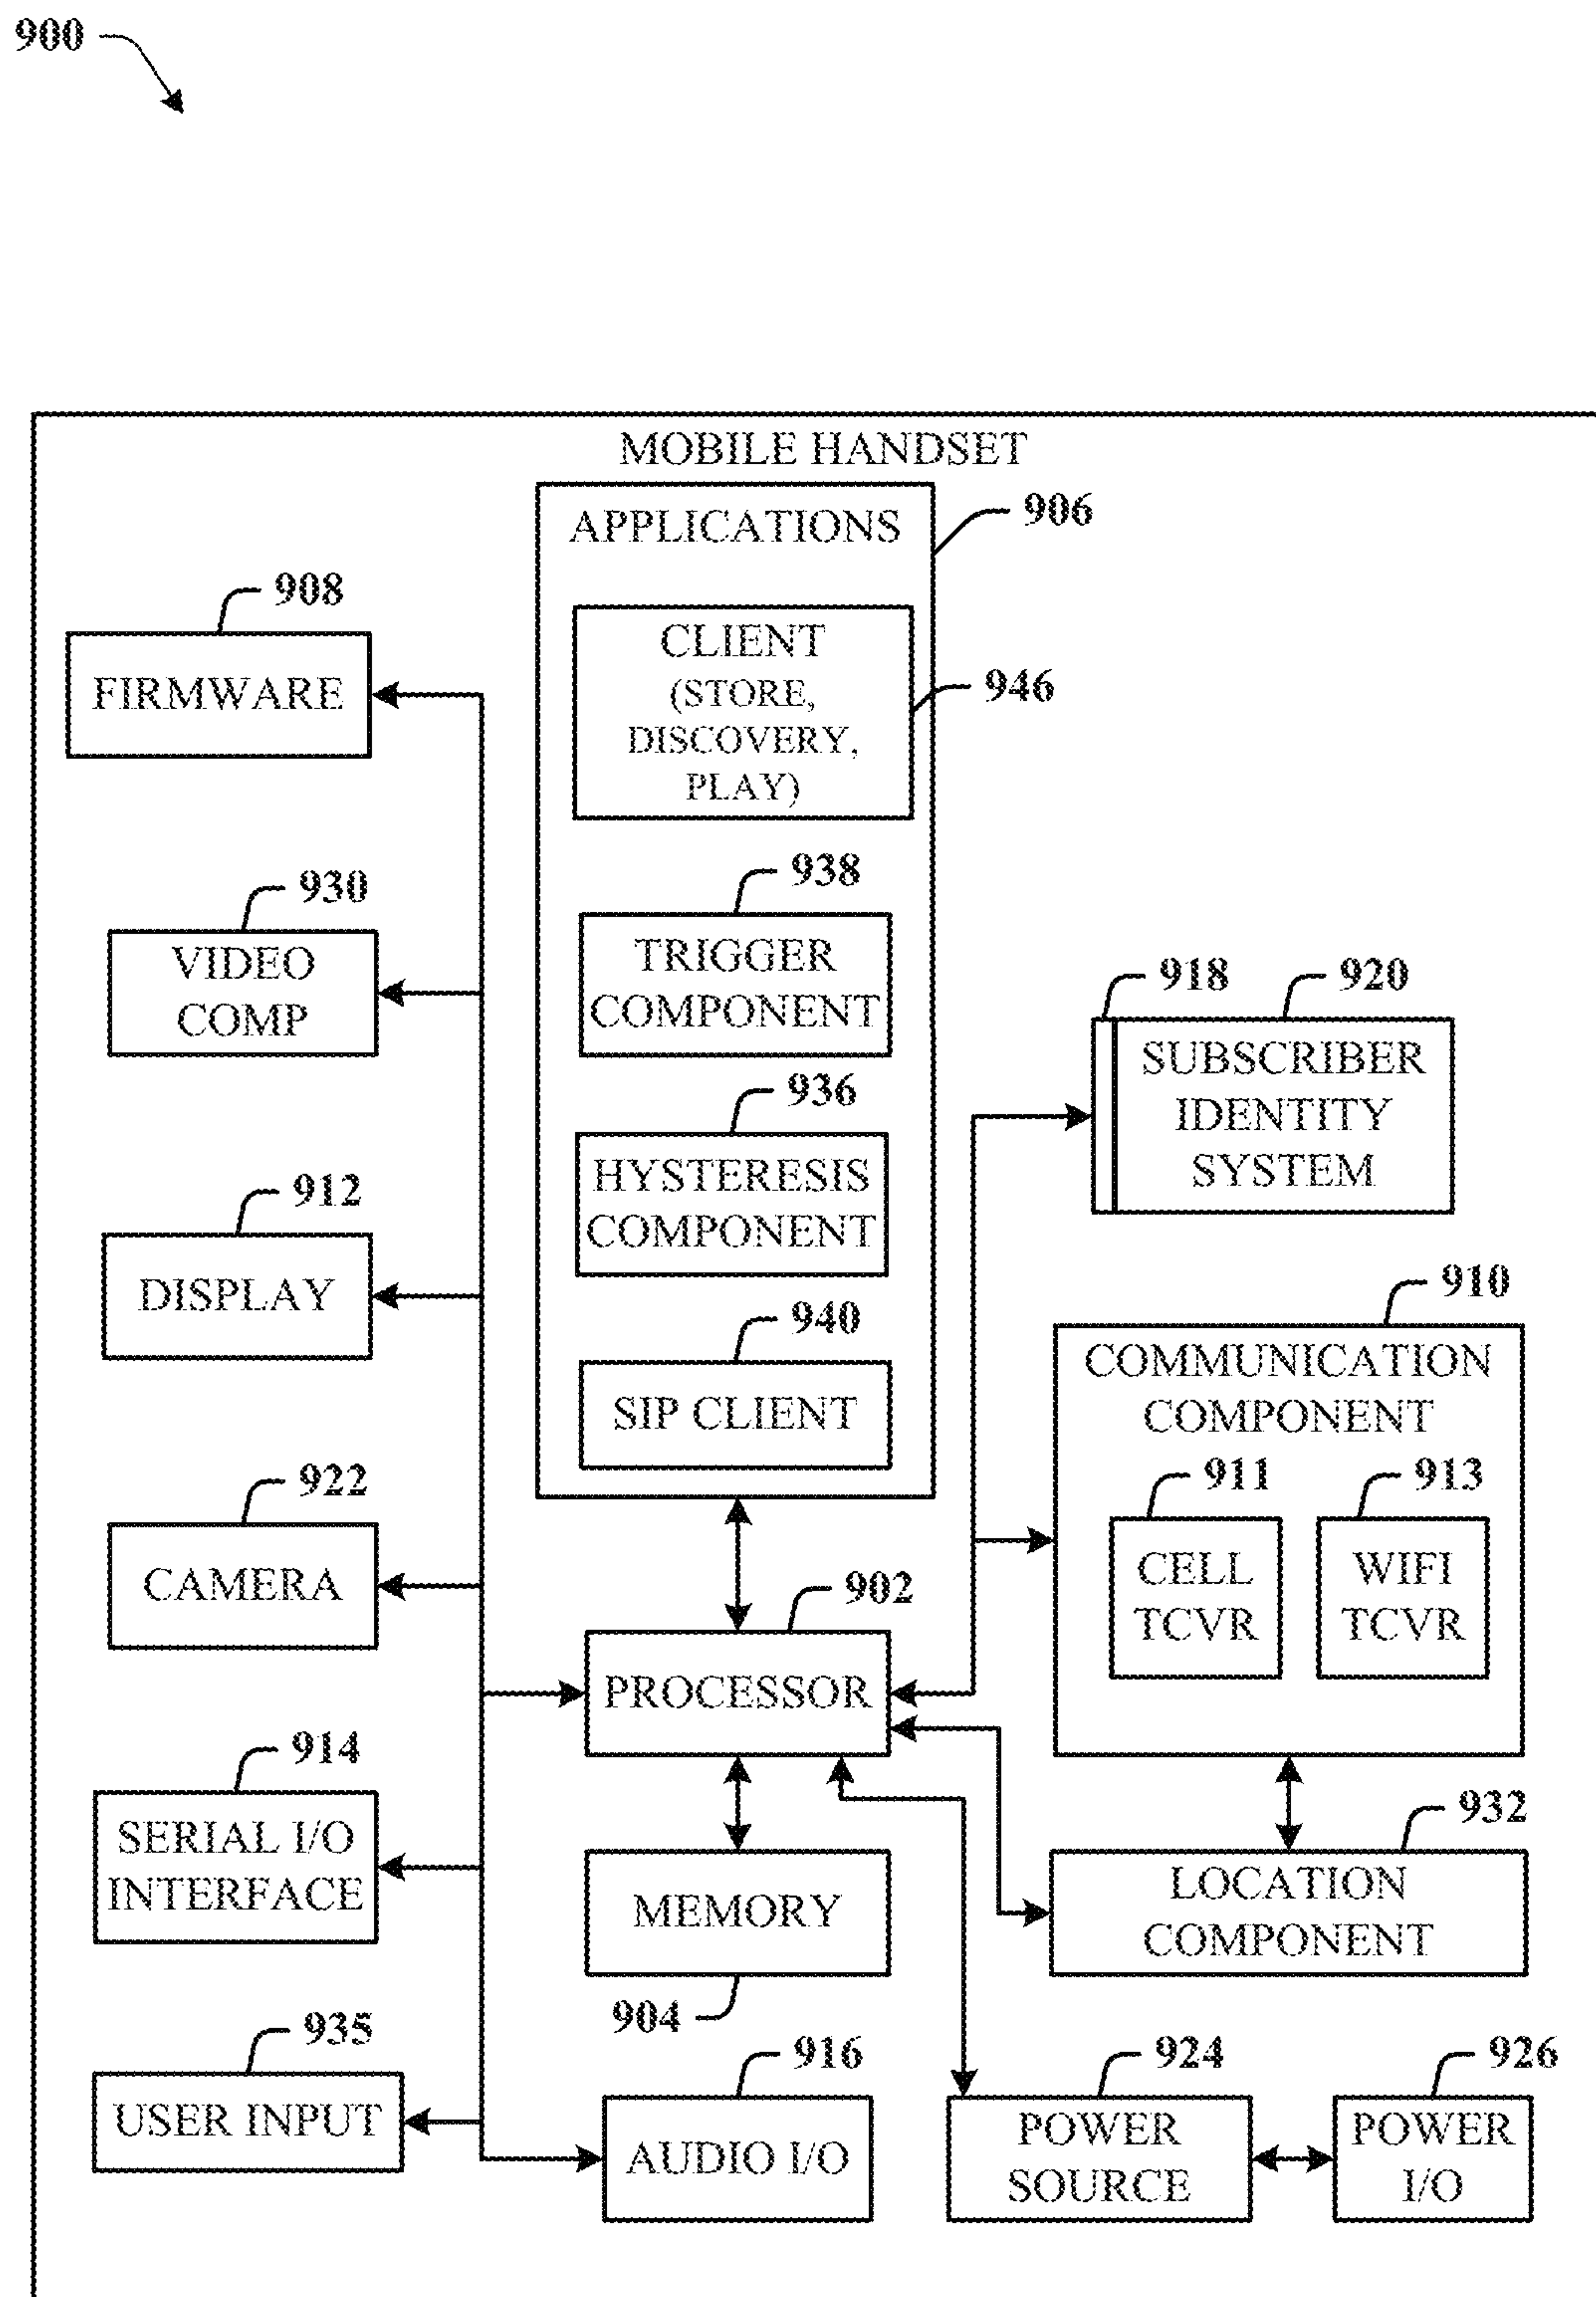 900
MOBILE HANDSET
APPLICATIONS
906
CLIENT
(STORE,
DISCOVERY,
PLAY)
946
938
TRIGGER
COMPONENT
936
HYSTERESIS
COMPONENT
940
SIP CLIENT
908
FIRMWARE
930
VIDEO
COMP
912
DISPLAY
922
CAMERA
914
SERIAL I/O
INTERFACE
935
USER INPUT
902
PROCESSOR
MEMORY
904
916
AUDIO I/O
918
920
SUBSCRIBER
IDENTITY
SYSTEM
910
COMMUNICATION
COMPONENT
911
CELL
TCVR
913
WIFI
TCVR
932
LOCATION
COMPONENT
924
POWER
SOURCE
926
POWER
I/O